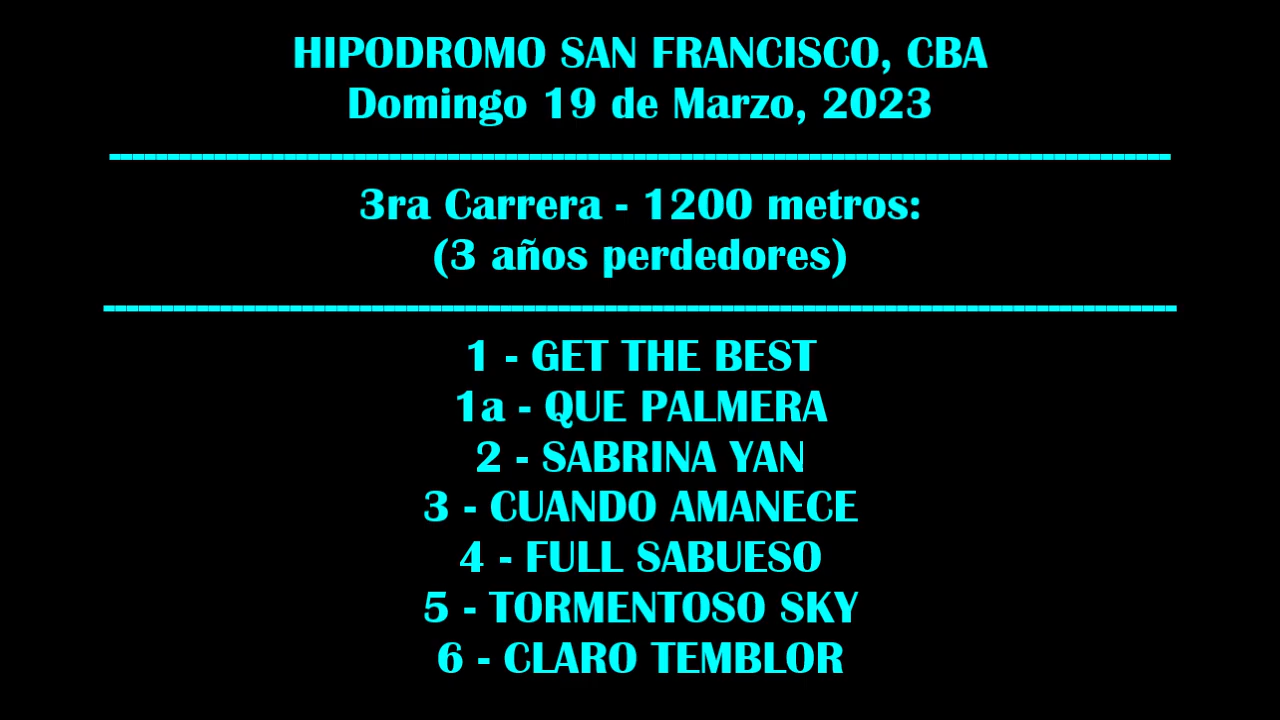 HIPODROMO SAN FRANCISCO, CBA
Domingo 19 de Marzo, 2023
3ra Carrera - 1200 metros:
(3 años perdedores)
1 - GET THE BEST
1a - QUE PALMERA
2 - SABRINA YAN
3 - CUANDO AMANECE
4 - FULL SABUESO
5 - TORMENTOSO SKY
6 - CLARO TEMBLOR